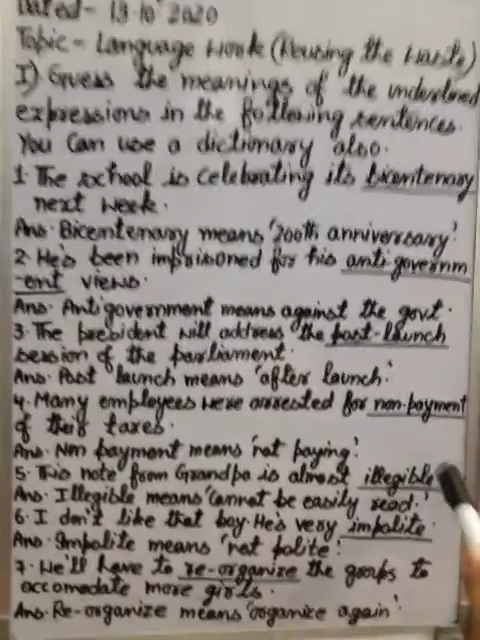 Dated- 13-10-2020
Topic- Language Work (Reusing the Waste)
I) Guess the meanings of the underlined
expressions in the following sentences.
You Can use a dictionary also.
1. The school is celebrating its bicentenary
next week.
Ans. Bicentenary means '200th anniversary'.
2. He's been imprisoned for his anti governm
-ent views.
Ans. Antigovernment means against the govt.
3. The president will address the post-launch
session of the parliament.
Ans. Post launch means 'after launch.'
4. Many employees were arrested for non-payment
of their taxes.
Ans. Non payment means 'not paying'.
5. This note from Grandpa is almost illegible
Ans. Illegible means 'cannot be easily read.'
6. I don't like that boy. He's very impolite.
Ans. Impolite means 'not polite'.
7. We'll have to re-organize the groups to
accomodate more girls.
Ans. Re-organize means 'organize again'.